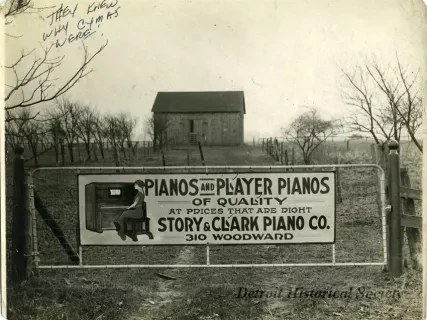 THEY KNEW
WHY GYMAS
WERE!
PIANOS AND PLAYER PIANOS
OF QUALITY
AT PRICES THAT ARE RIGHT
STORY & CLARK PIANO CO.
310 WOODWARD
Detroit Historical Society